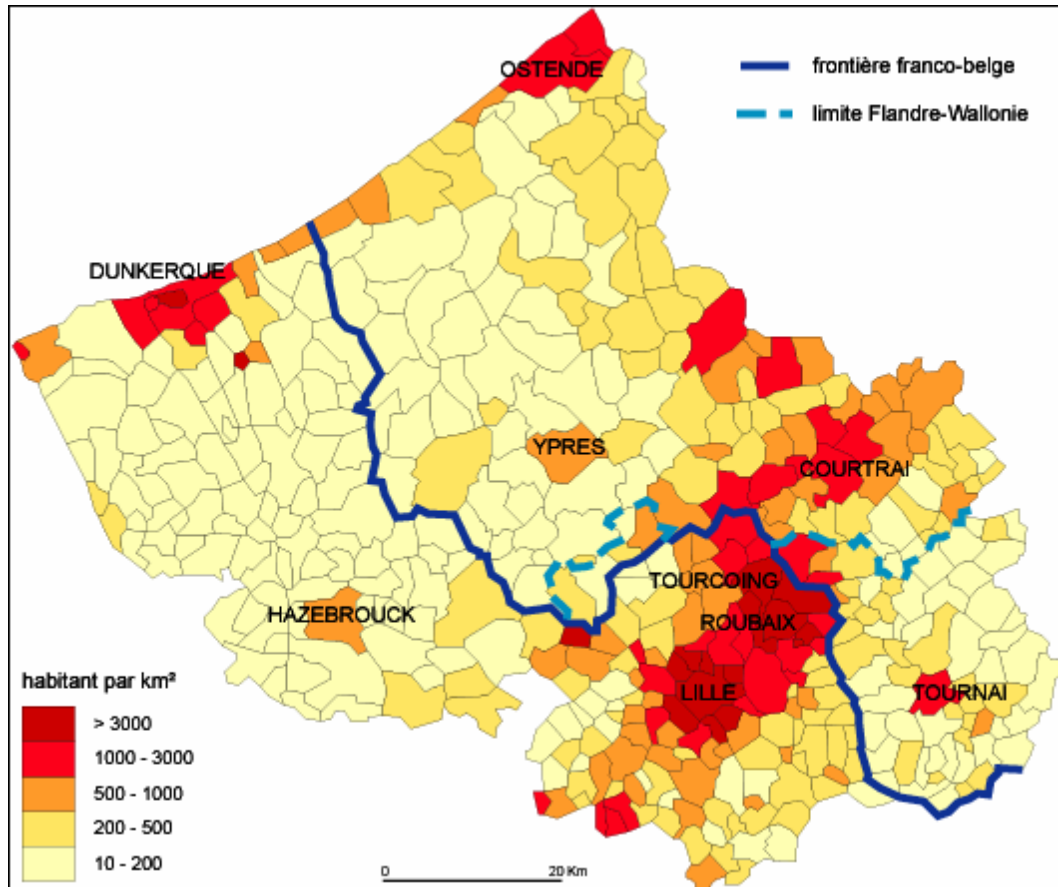 OSTENDE
frontière franco-belge
limite Flandre-Wallonie
DUNKERQUE
YPRES
COURTRAI
TOURCOING
HAZEBROUCK
ROUBAIX
LILLE
TOURNAI
habitant par km²
> 3000
1000 - 3000
500 - 1000
200 - 500
10 - 200
0 20 Km